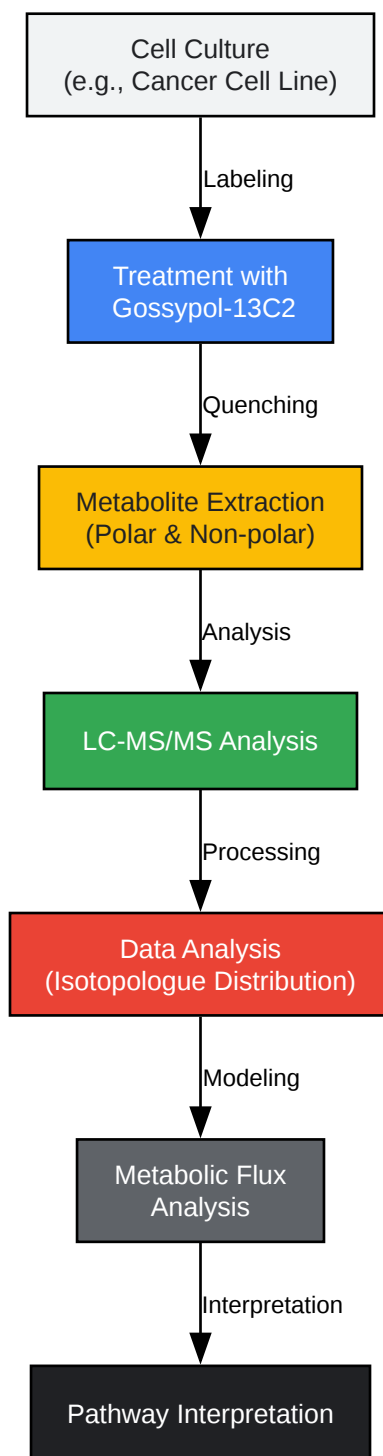 Cell Culture
(e.g., Cancer Cell Line)
Labeling
Treatment with
Gossypol-13C2
Quenching
Metabolite Extraction
(Polar & Non-polar)
Analysis
LC-MS/MS Analysis
Processing
Data Analysis
(Isotopologue Distribution)
Modeling
Metabolic Flux
Analysis
Interpretation
Pathway Interpretation